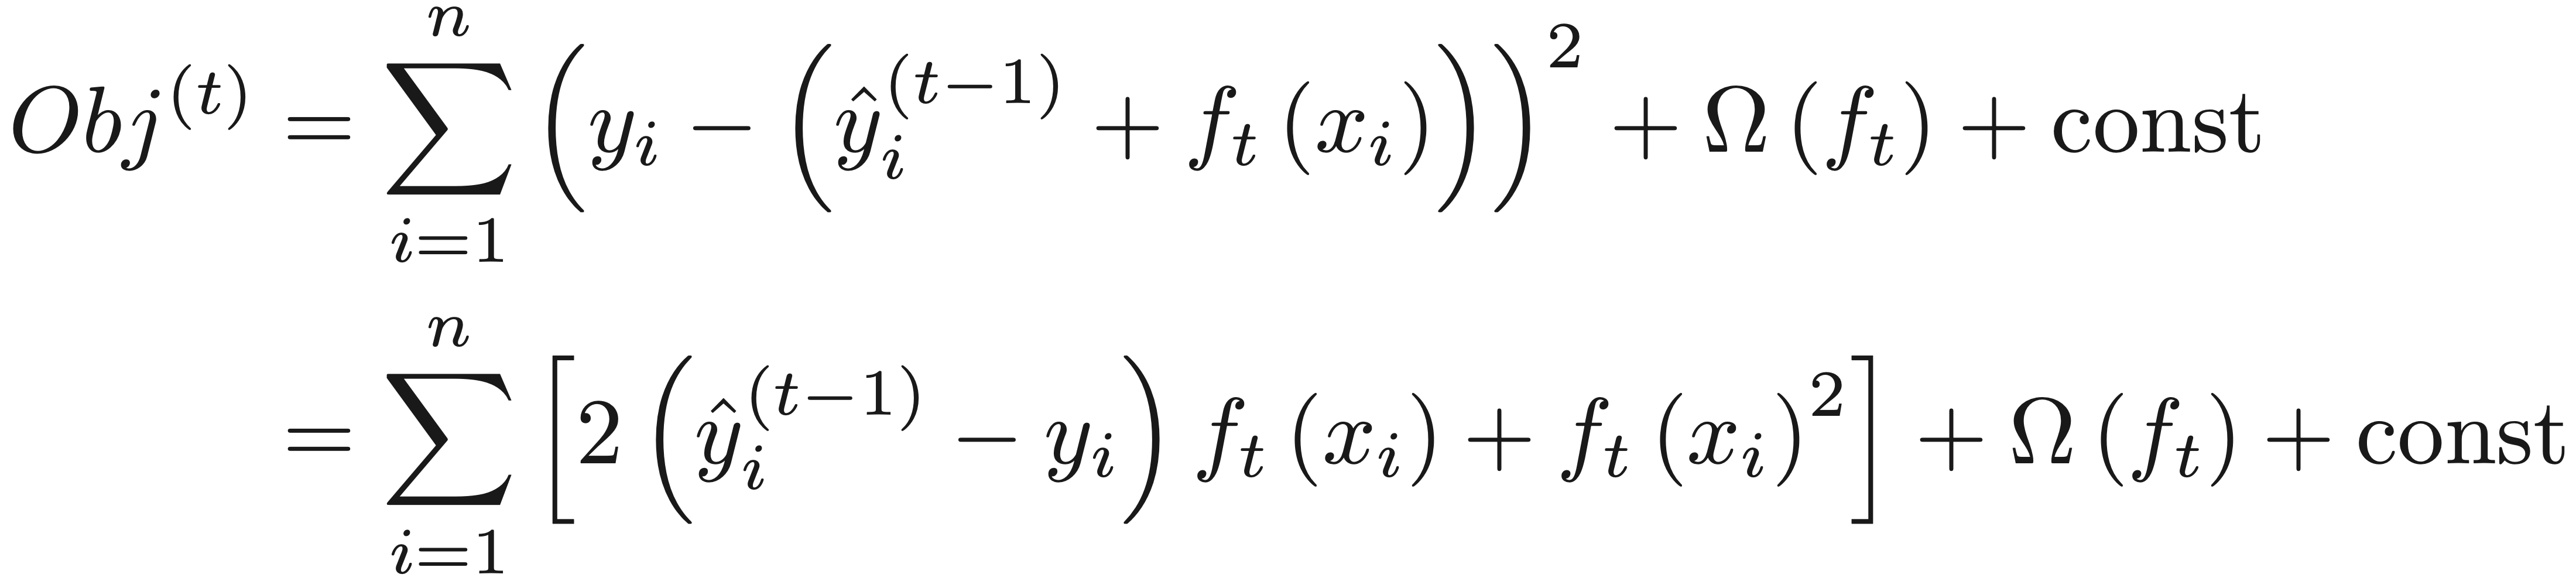 $Obj^{(t)} = \sum_{i=1}^{n} \left( y_i - \left( \hat{y}_i^{(t-1)} + f_t(x_i) \right) \right)^2 + \Omega(f_t) + \text{const}$
$= \sum_{i=1}^{n} \left[ 2 \left( \hat{y}_i^{(t-1)} - y_i \right) f_t(x_i) + f_t(x_i)^2 \right] + \Omega(f_t) + \text{const}$